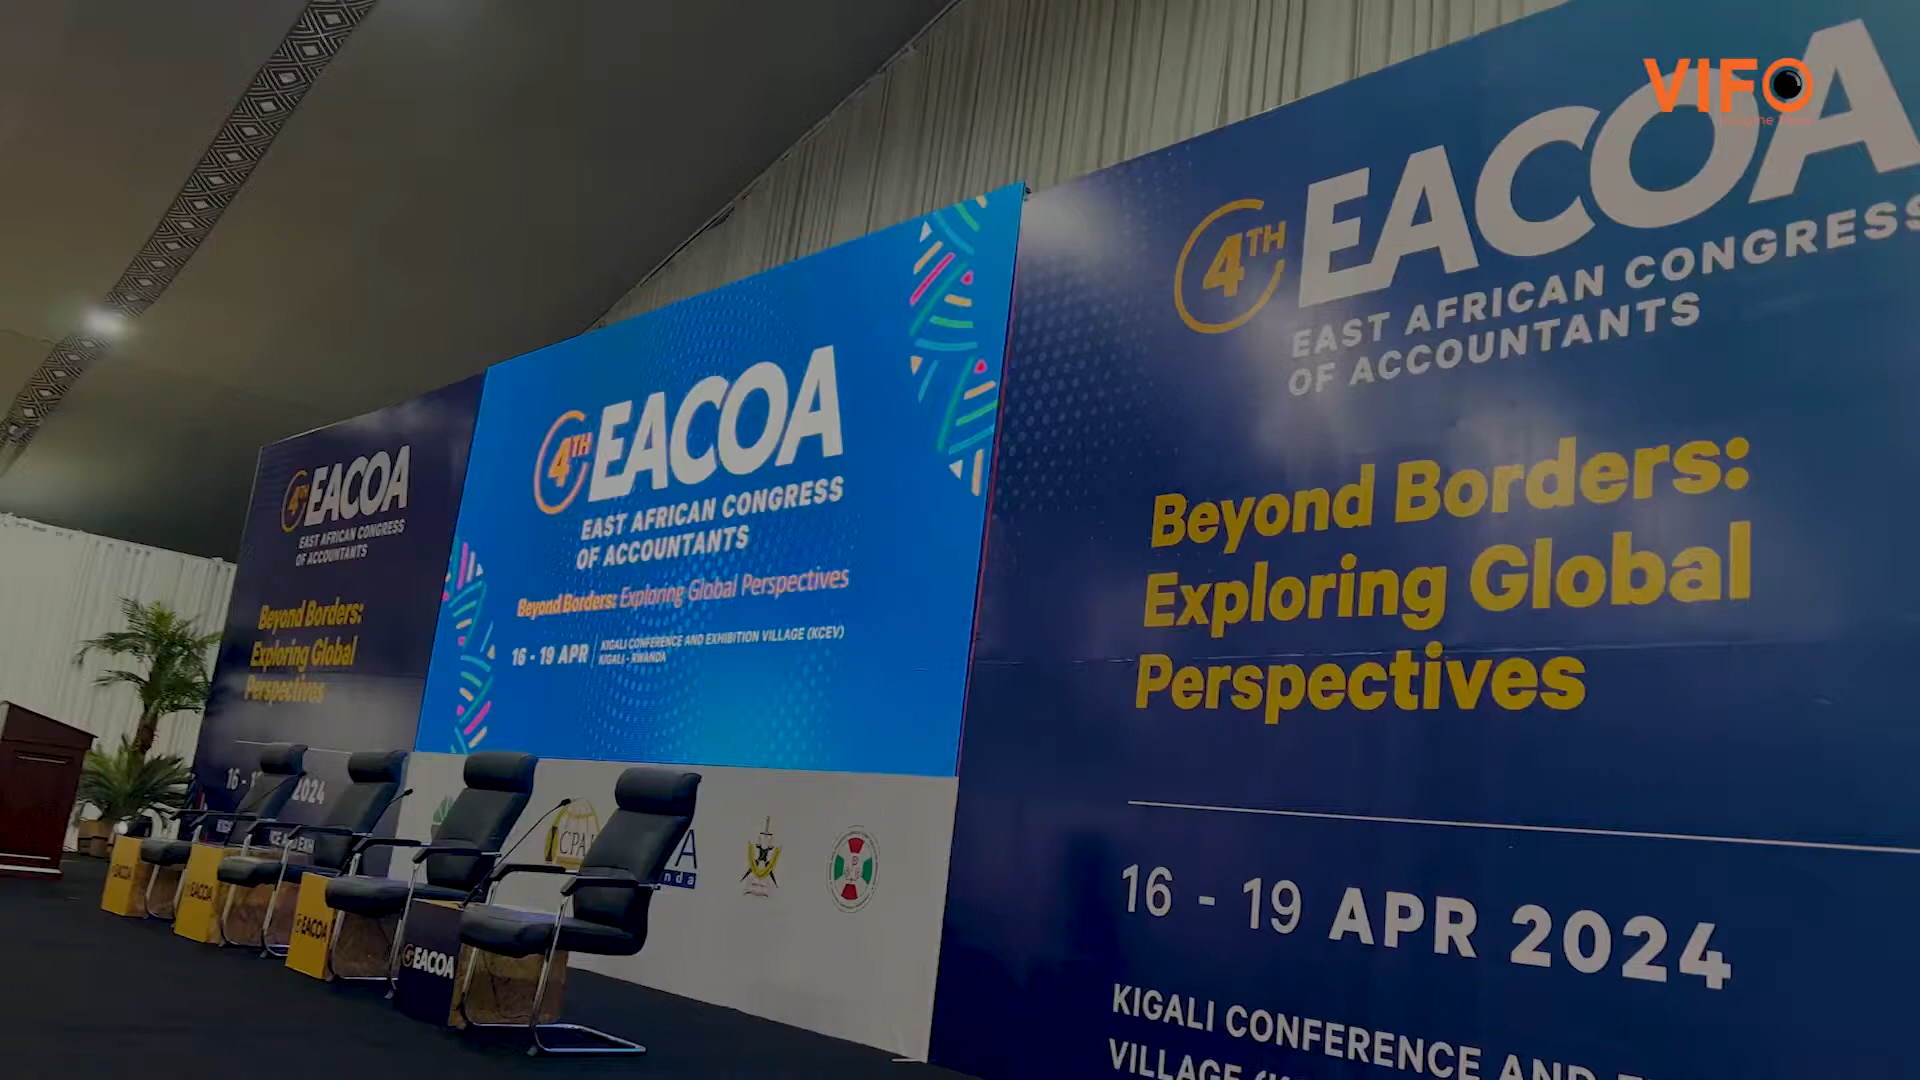 VIFO
4TH EACOA
EAST AFRICAN CONGRESS
OF ACCOUNTANTS
Beyond Borders:
Exploring Global
Perspectives
16 - 19 APR 2024
KIGALI CONFERENCE AND
VILLAGE
4TH EACOA
EAST AFRICAN CONGRESS
OF ACCOUNTANTS
Beyond Borders: Exploring Global Perspectives
16 - 19 APR
KIGALI CONFERENCE AND EXHIBITION VILLAGE (KCEV)
KIGALI - RWANDA
4TH EACOA
EAST AFRICAN CONGRESS
OF ACCOUNTANTS
Beyond Borders:
Exploring Global
Perspectives
16 - 2024
EACOA
EACOA
EACOA
EACOA
CPA